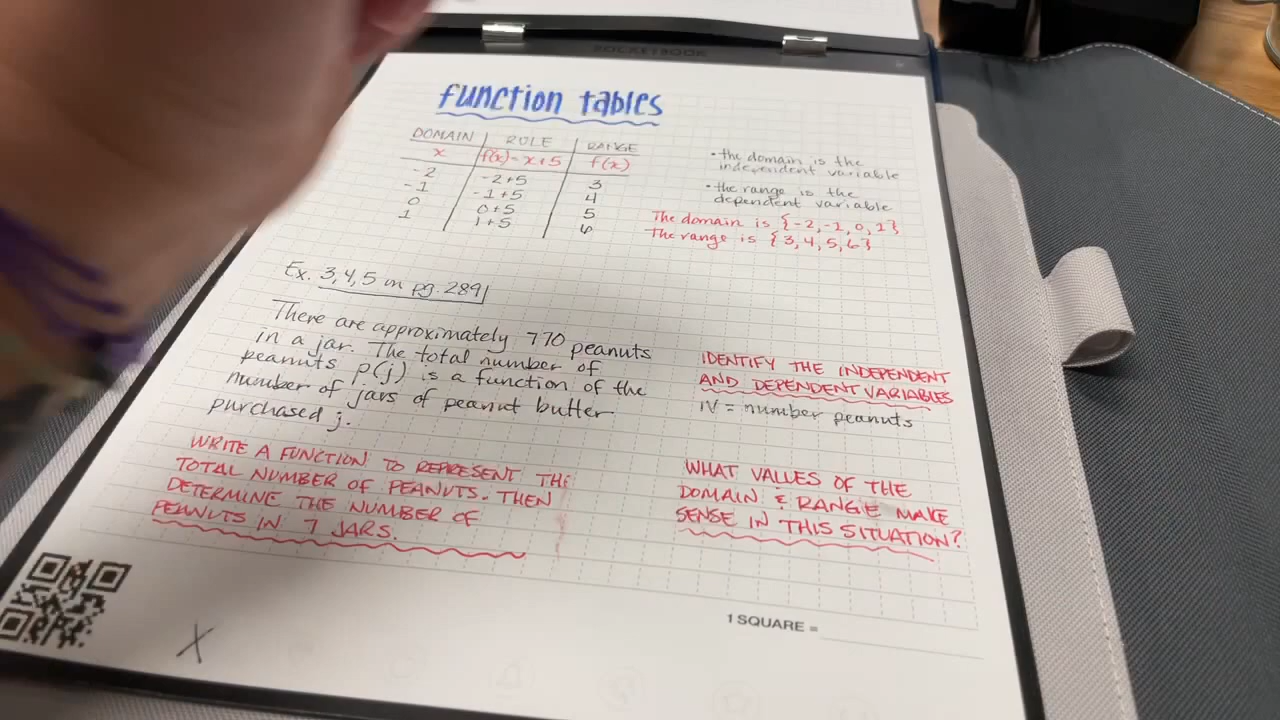 ROCKETBOOK
function tables
DOMAIN RULE RANGE
x f(x)=x+5 f(x)
-2 -2+5 3
-1 -1+5 4
0 0+5 5
1 1+5 6
• the domain is the
independent variable
• the range is the
dependent variable
The domain is {-2,-1,0,1},
The range is {3,4,5,6}
Ex. 3,4,5 on pg. 289
There are approximately 770 peanuts
in a jar. The total number of
peanuts p(j) is a function of the
number of jars of peanut butter
purchased j.
IDENTIFY THE INDEPENDENT
AND DEPENDENT VARIABLES
IV = number peanuts
WRITE A FUNCTION TO REPRESENT THE
TOTAL NUMBER OF PEANUTS. THEN
DETERMINE THE NUMBER OF
PEANUTS IN 7 JARS.
WHAT VALUES OF THE
DOMAIN & RANGE MAKE
SENSE IN THIS SITUATION?
1 SQUARE =
X